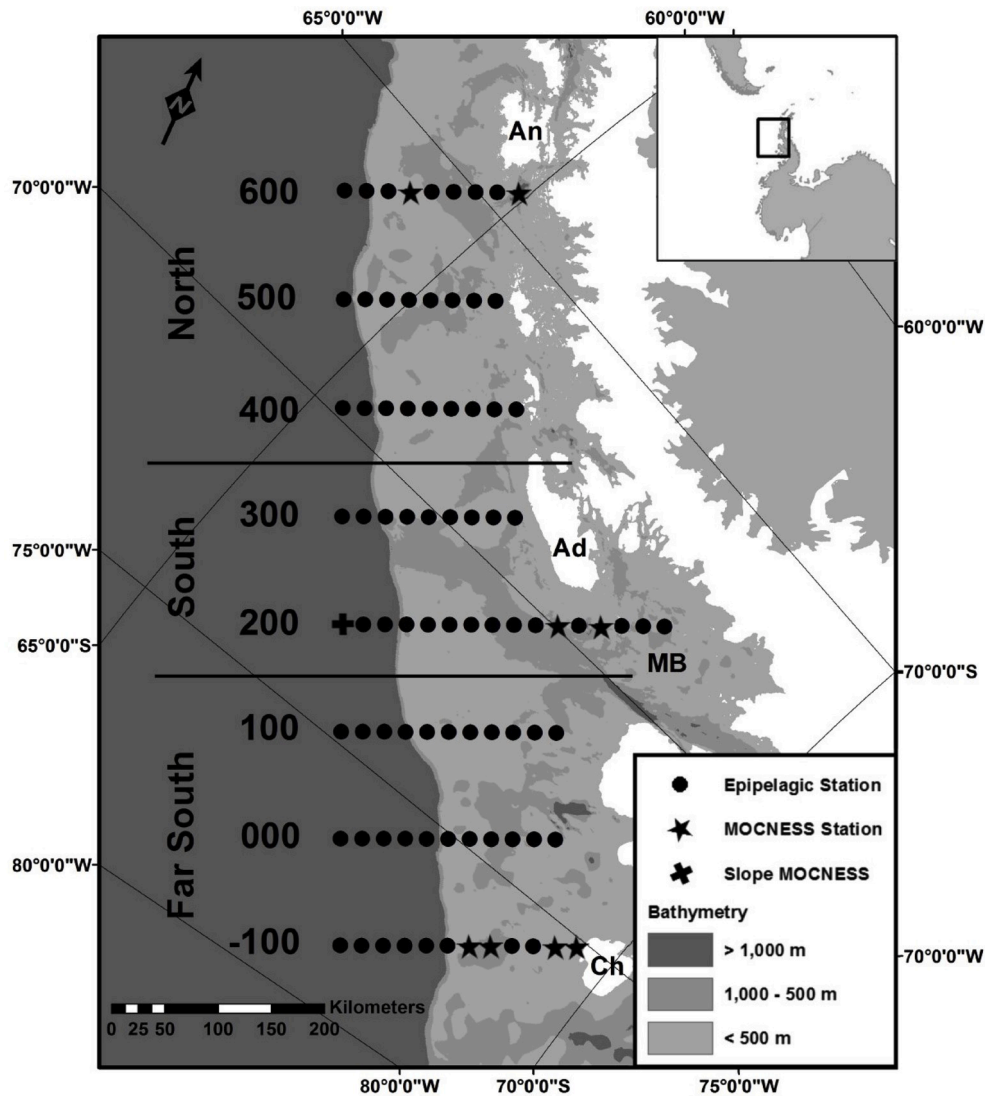 65°0'0"W
60°0'0"W
N
An
70°0'0"W
600
North
500
60°0'0"W
400
300
South
Ad
75°0'0"W
200
65°0'0"S
MB
70°0'0"S
100
Far South
000
80°0'0"W
-100
Ch
70°0'0"W
Kilometers
0 25 50 100 150 200
Epipelagic Station
MOCNESS Station
Slope MOCNESS
Bathymetry
> 1,000 m
1,000 - 500 m
< 500 m
80°0'0"W
70°0'0"S
75°0'0"W